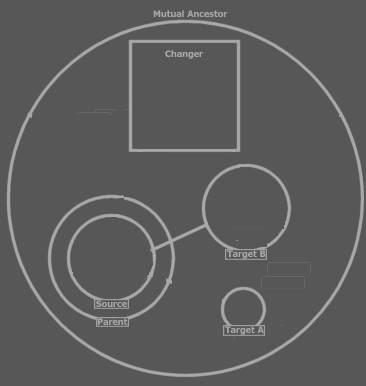 Mutual Ancestor
Changer
Target B
Source
Parent
Target A